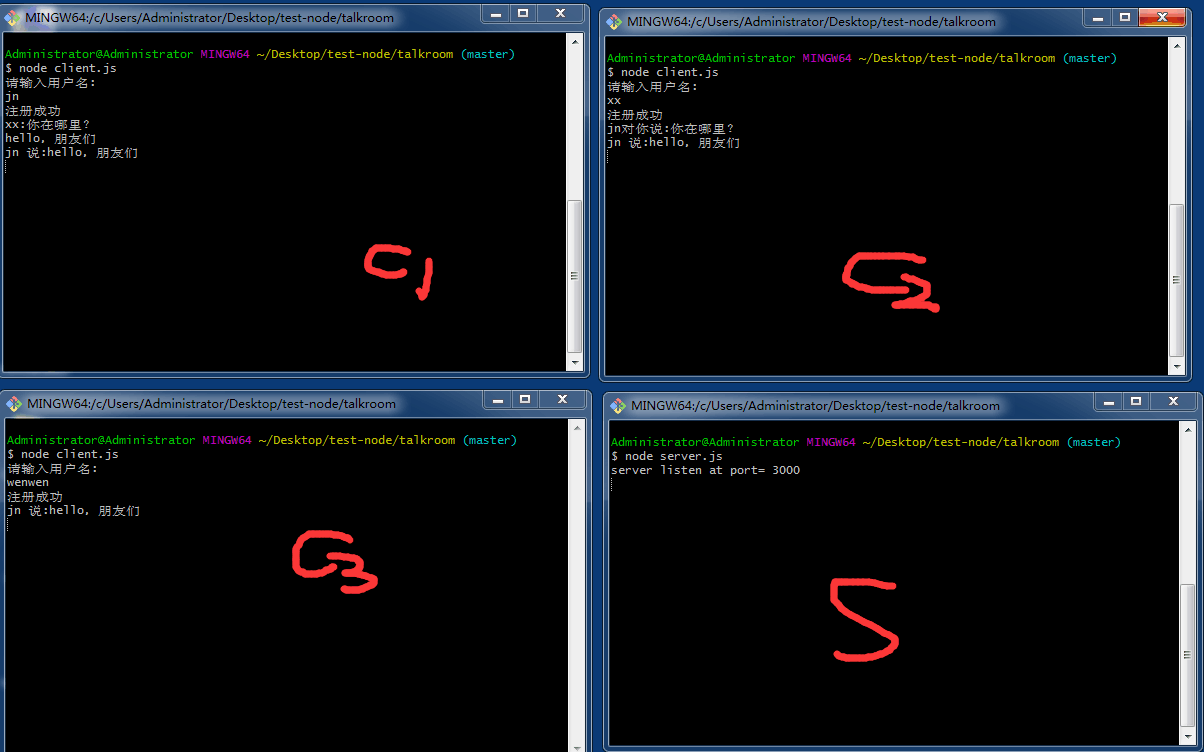 MINGW64:/c/Users/Administrator/Desktop/test-node/talkroom
Administrator@Administrator MINGW64 ~/Desktop/test-node/talkroom (master)
$ node client.js
请输入用户名:
jn
注册成功
xx:你在哪里?
hello, 朋友们
jn 说:hello, 朋友们
C1
MINGW64:/c/Users/Administrator/Desktop/test-node/talkroom
Administrator@Administrator MINGW64 ~/Desktop/test-node/talkroom (master)
$ node client.js
请输入用户名:
xx
注册成功
jn对你说:你在哪里?
jn 说:hello, 朋友们
C2
MINGW64:/c/Users/Administrator/Desktop/test-node/talkroom
Administrator@Administrator MINGW64 ~/Desktop/test-node/talkroom (master)
$ node client.js
请输入用户名:
wenwen
注册成功
jn 说:hello, 朋友们
C3
MINGW64:/c/Users/Administrator/Desktop/test-node/talkroom
Administrator@Administrator MINGW64 ~/Desktop/test-node/talkroom (master)
$ node server.js
server listen at port= 3000
S